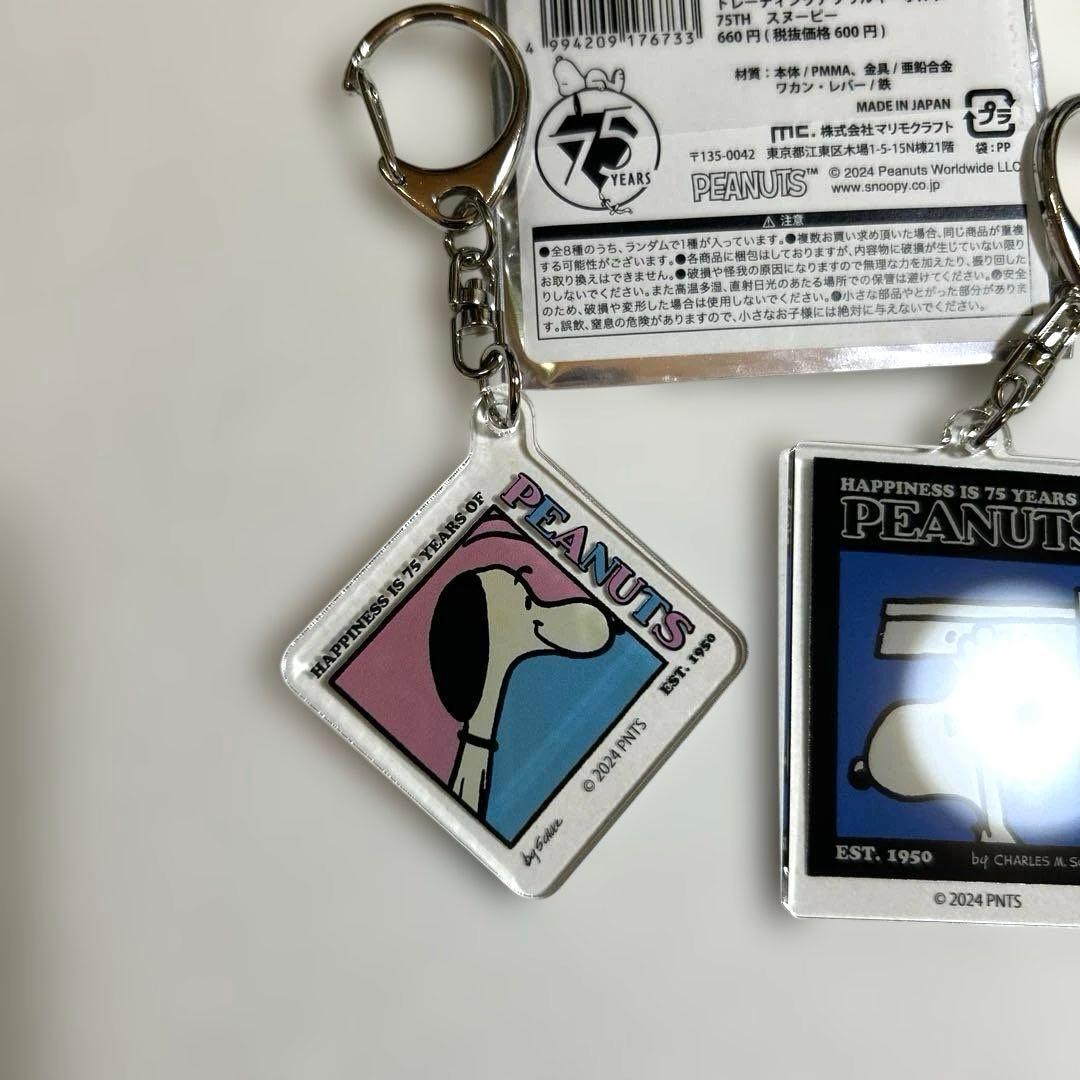 75TH スヌーピー
660円(税抜価格600円)
4 994209 176733
材質:本体/PMMA、金具/亜鉛合金
ワカン・レバー/鉄
MADE IN JAPAN
プラ
袋:PP
mc. 株式会社マリモクラフト
〒135-0042 東京都江東区木場1-5-15N棟21階
75 YEARS
PEANUTS™ © 2024 Peanuts Worldwide LLC
www.snoopy.co.jp
⚠ 注意
●全8種のうち、ランダムで1種が入っています。●複数お買い求め頂いた場合、同じ商品が重複
する可能性がございます。●各商品に梱包はしておりますが、内容物に破損が生じていない限り
お取り換えはできません。●破損や怪我の原因になりますので無理な力を加えたり、振り回した
りしないでください。また高温多湿、直射日光のあたる場所での保管は避けてください。●安全
のため、破損や変形した場合は使用しないでください。●小さな部品やとがった部分がありま
す。誤飲、窒息の危険がありますので、小さなお子様には絶対に与えないでください。
HAPPINESS IS 75 YEARS OF
PEANUTS
EST. 1950
© 2024 PNTS
by Schulz
HAPPINESS IS 75 YEARS
PEANUTS
EST. 1950
by CHARLES M. SC
© 2024 PNTS